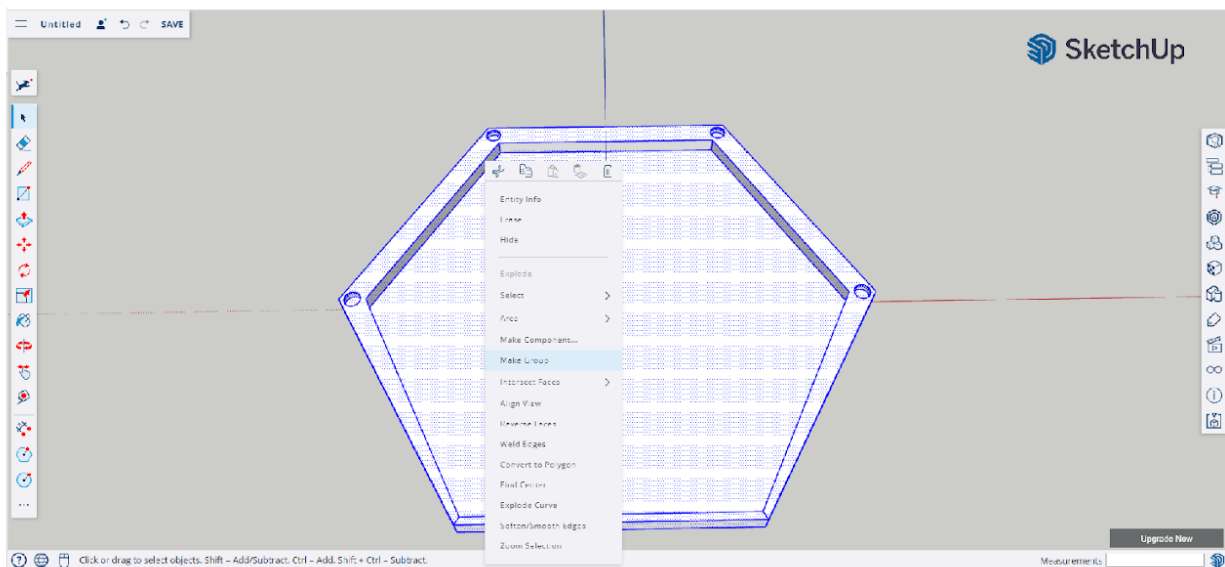 Untitled SAVE
SketchUp
Entity Info
Erase
Hide
Explode
Select
Area
Make Component...
Make Group
Intersect Faces
Align View
Reverse Faces
Weld Edges
Convert to Polygon
Find Center
Explode Curve
Soften/Smooth Edges
Zoom Selection
Upgrade Now
Click or drag to select objects. Shift – Add/Subtract. Ctrl – Add. Shift + Ctrl – Subtract.
Measurements